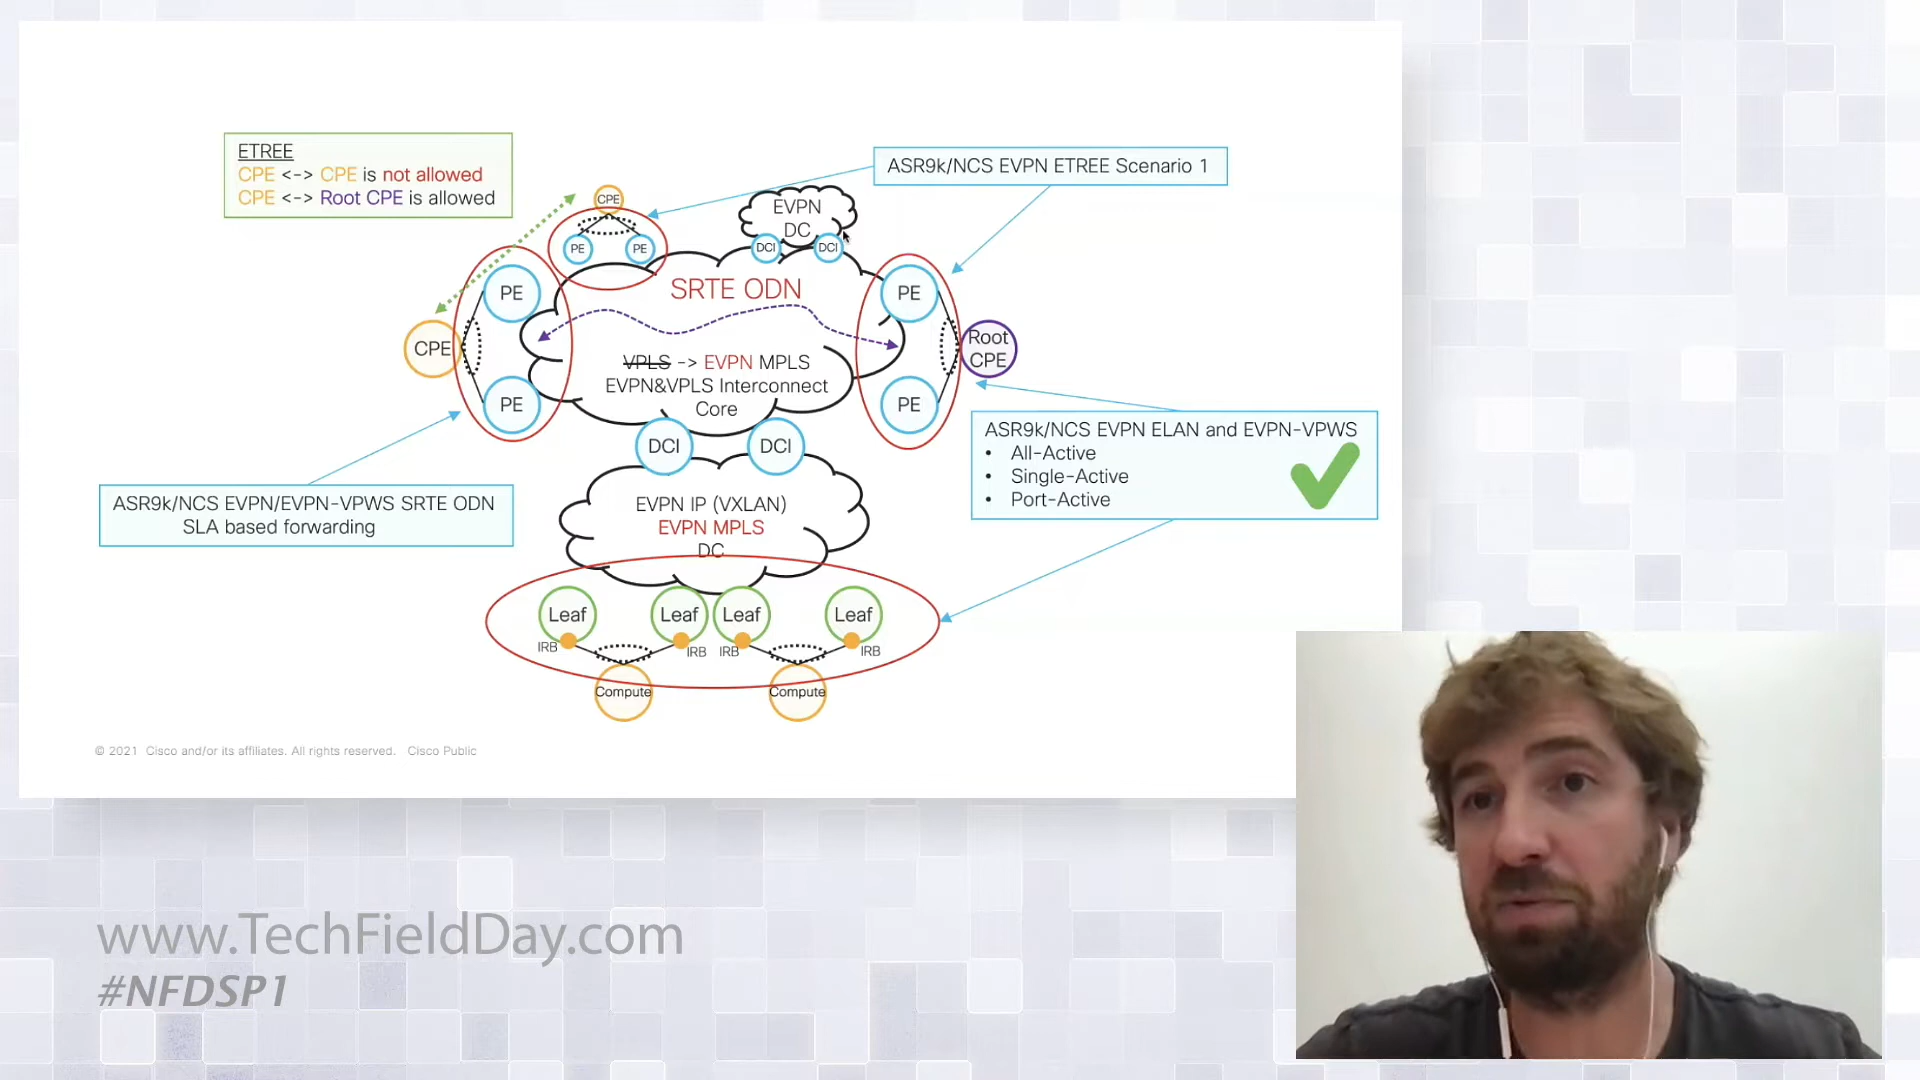 ETREE
CPE <-> CPE is not allowed
CPE <-> Root CPE is allowed
ASR9k/NCS EVPN ETREE Scenario 1
CPE
PE
PE
EVPN
DC
DCI
DCI
SRTE ODN
PE
PE
CPE
PE
PE
Root
CPE
VPLS -> EVPN MPLS
EVPN&VPLS Interconnect
Core
DCI
DCI
ASR9k/NCS EVPN ELAN and EVPN-VPWS
• All-Active
• Single-Active
• Port-Active
ASR9k/NCS EVPN/EVPN-VPWS SRTE ODN
SLA based forwarding
EVPN IP (VXLAN)
EVPN MPLS
DC
Leaf
Leaf
Leaf
Leaf
IRB
IRB
IRB
IRB
Compute
Compute
© 2021 Cisco and/or its affiliates. All rights reserved. Cisco Public
www.TechFieldDay.com
#NFDSP1